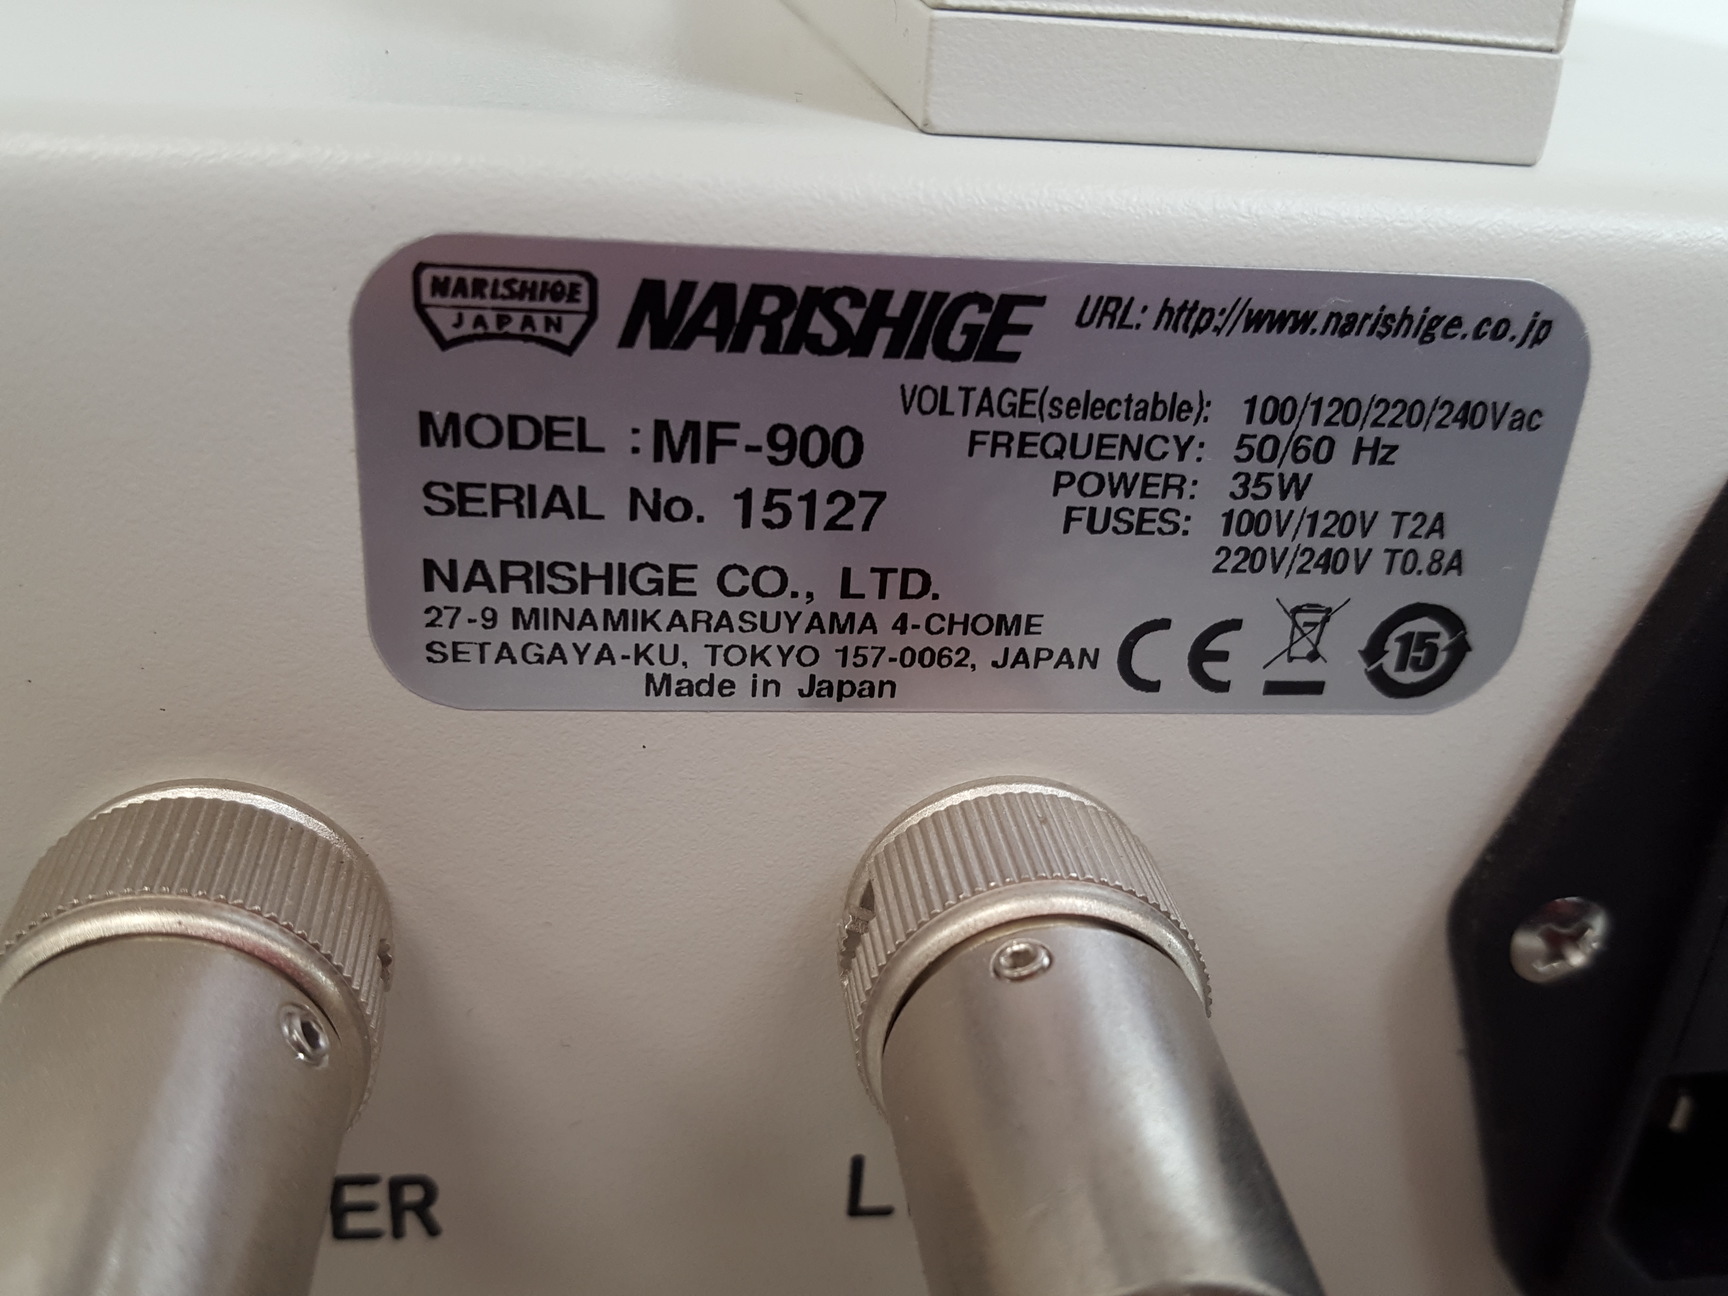 NARISHIGE
JAPAN
NARISHIGE URL: http://www.narishige.co.jp
MODEL : MF-900
SERIAL No. 15127
VOLTAGE(selectable): 100/120/220/240Vac
FREQUENCY: 50/60 Hz
POWER: 35W
FUSES: 100V/120V T2A
220V/240V T0.8A
NARISHIGE CO., LTD.
27-9 MINAMIKARASUYAMA 4-CHOME
SETAGAYA-KU, TOKYO 157-0062, JAPAN
Made in Japan
CE
15
ER
L